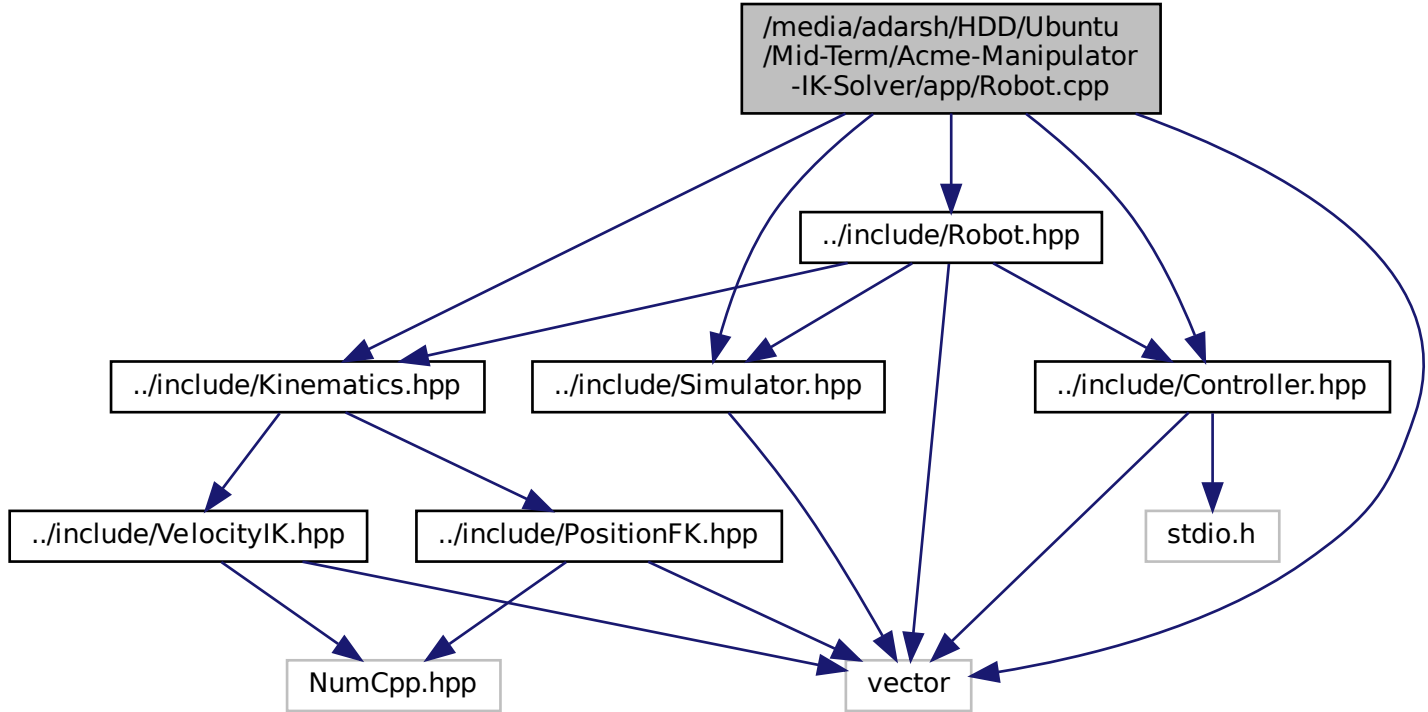 /media/adarsh/HDD/Ubuntu
/Mid-Term/Acme-Manipulator
-IK-Solver/app/Robot.cpp
../include/Robot.hpp
../include/Kinematics.hpp
../include/Simulator.hpp
../include/Controller.hpp
../include/VelocityIK.hpp
../include/PositionFK.hpp
stdio.h
NumCpp.hpp
vector